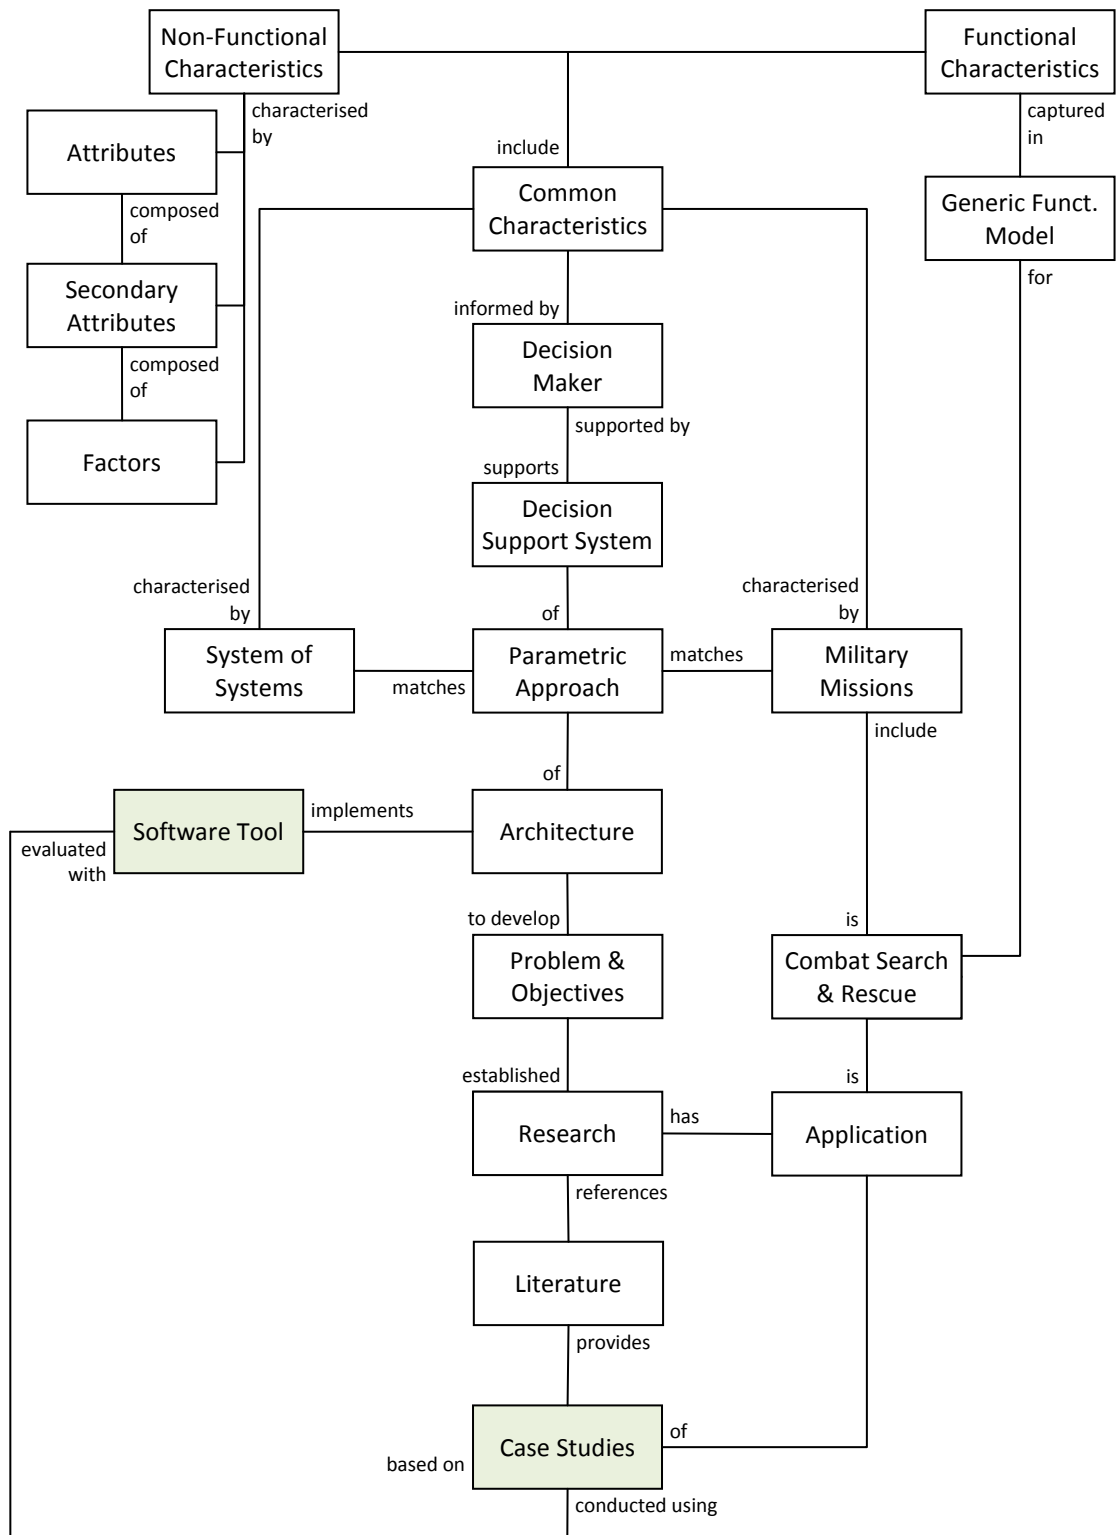 Non-Functional
Characteristics
Functional
Characteristics
characterised
by
captured
in
Attributes
include
Common
Characteristics
Generic Funct.
Model
composed
of
for
Secondary
Attributes
informed by
Decision
Maker
composed
of
supported by
Factors
supports
Decision
Support System
characterised
by
of
characterised
by
System of
Systems
matches
Parametric
Approach
matches
Military
Missions
include
of
Software Tool
implements
Architecture
evaluated
with
to develop
is
Problem &
Objectives
Combat Search
& Rescue
established
is
Research
has
Application
references
Literature
provides
Case Studies
of
based on
conducted using